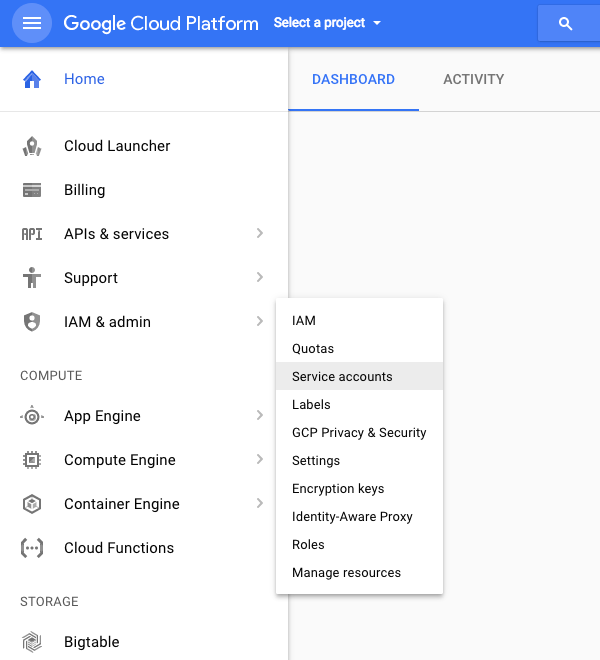 Google Cloud Platform Select a project
Home
DASHBOARD ACTIVITY
Cloud Launcher
Billing
API APIs & services
Support
IAM & admin
IAM
Quotas
Service accounts
Labels
GCP Privacy & Security
Settings
Encryption keys
Identity-Aware Proxy
Roles
Manage resources
COMPUTE
App Engine
Compute Engine
Container Engine
Cloud Functions
STORAGE
Bigtable